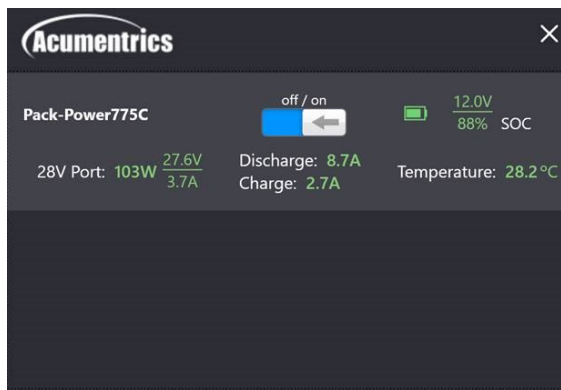 Acumentrics
Pack-Power775C
off / on
12.0V
88% SOC
28V Port: 103W 27.6V
3.7A
Discharge: 8.7A
Charge: 2.7A
Temperature: 28.2°C